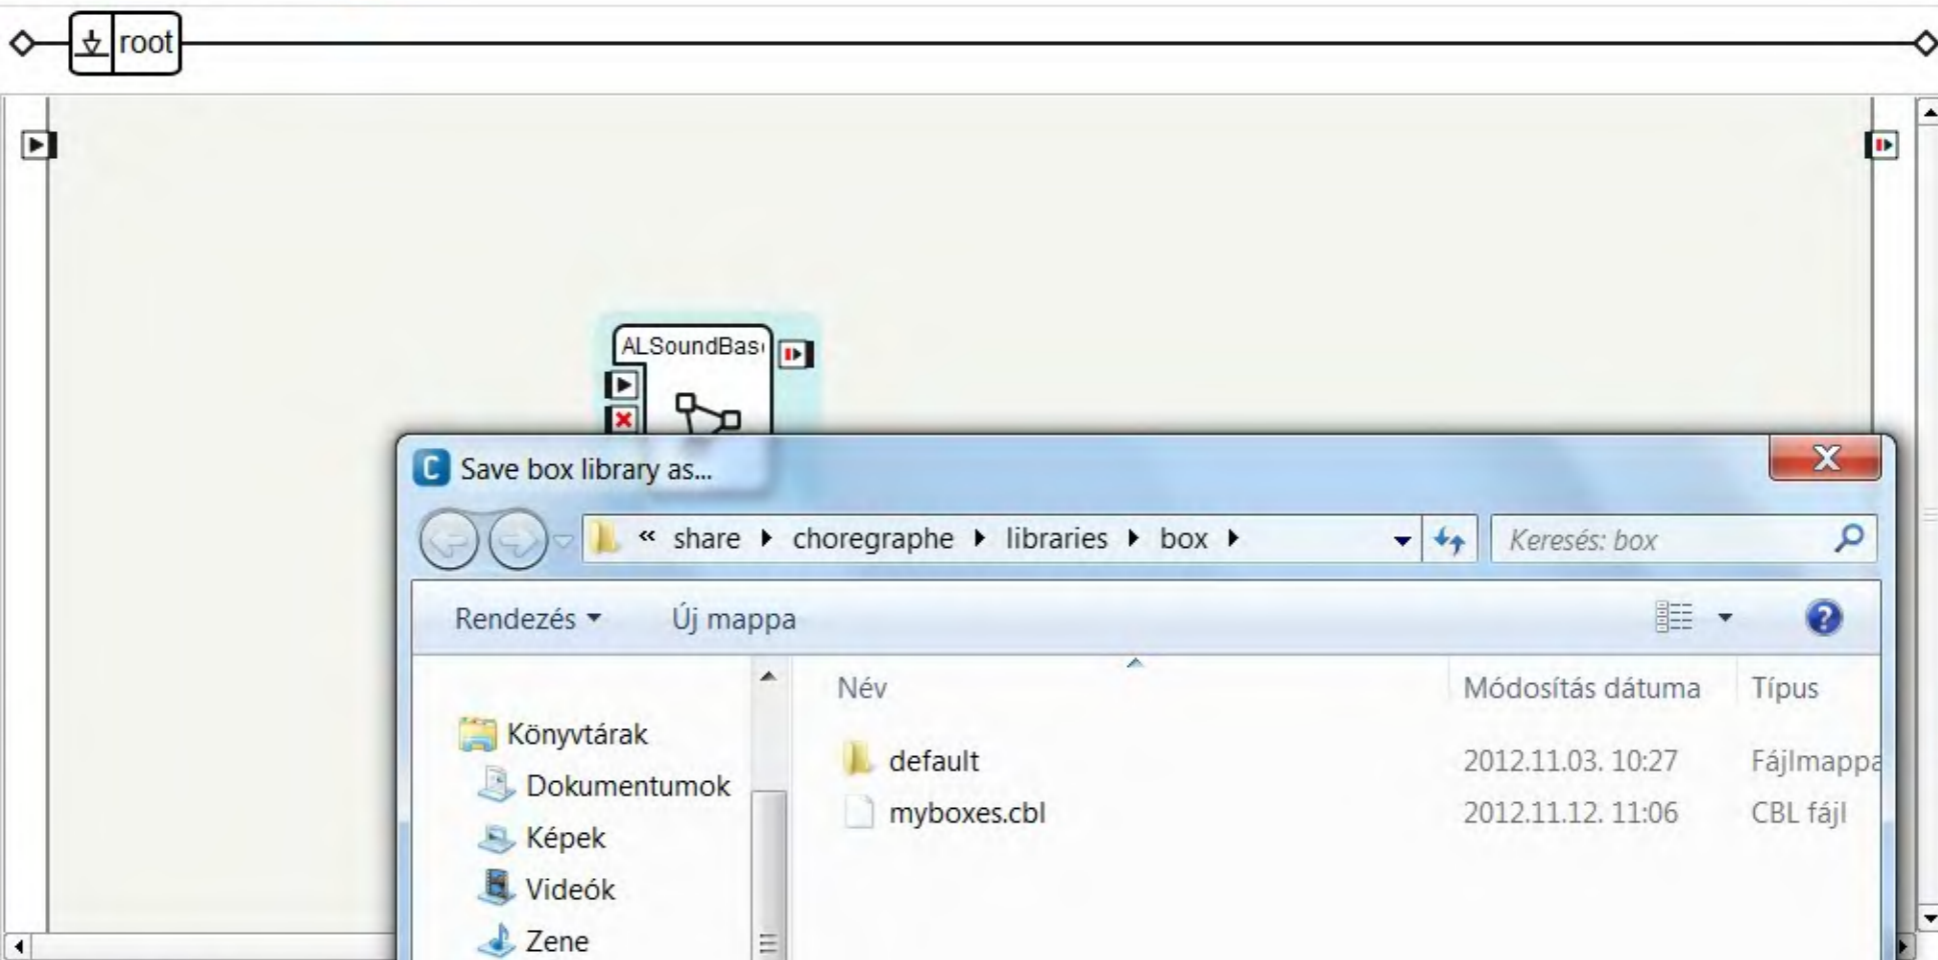 root
ALSoundBas
Save box library as...
« share choregraphe libraries box
Keresés: box
Rendezés Új mappa
Név Módosítás dátuma Típus
Könyvtárak
default 2012.11.03. 10:27 Fájlmappa
Dokumentumok
myboxes.cbl 2012.11.12. 11:06 CBL fájl
Képek
Videók
Zene